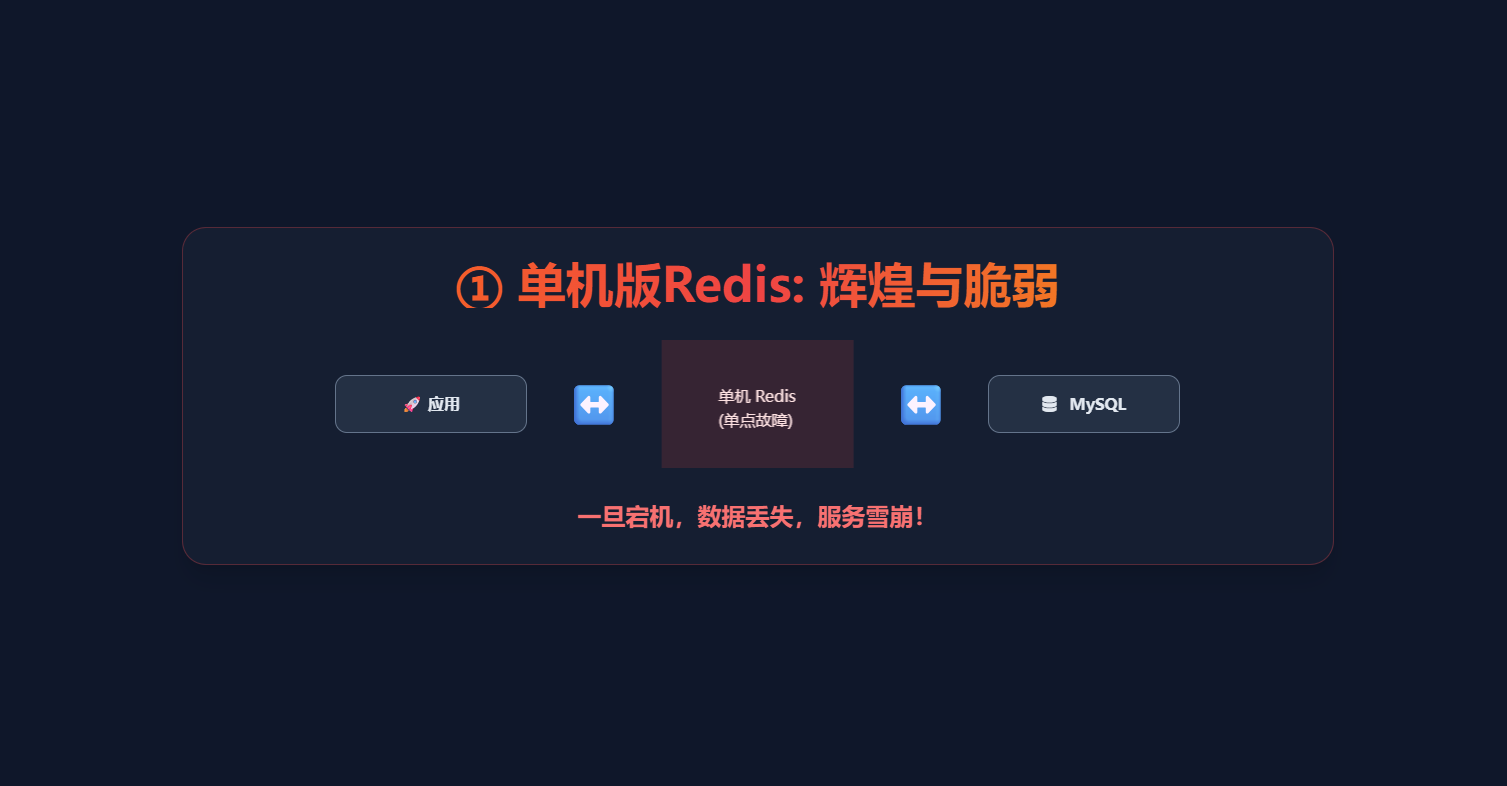 ① 单机版Redis: 辉煌与脆弱
🚀 应用
↔️
单机 Redis
(单点故障)
↔️
MySQL
一旦宕机，数据丢失，服务雪崩！